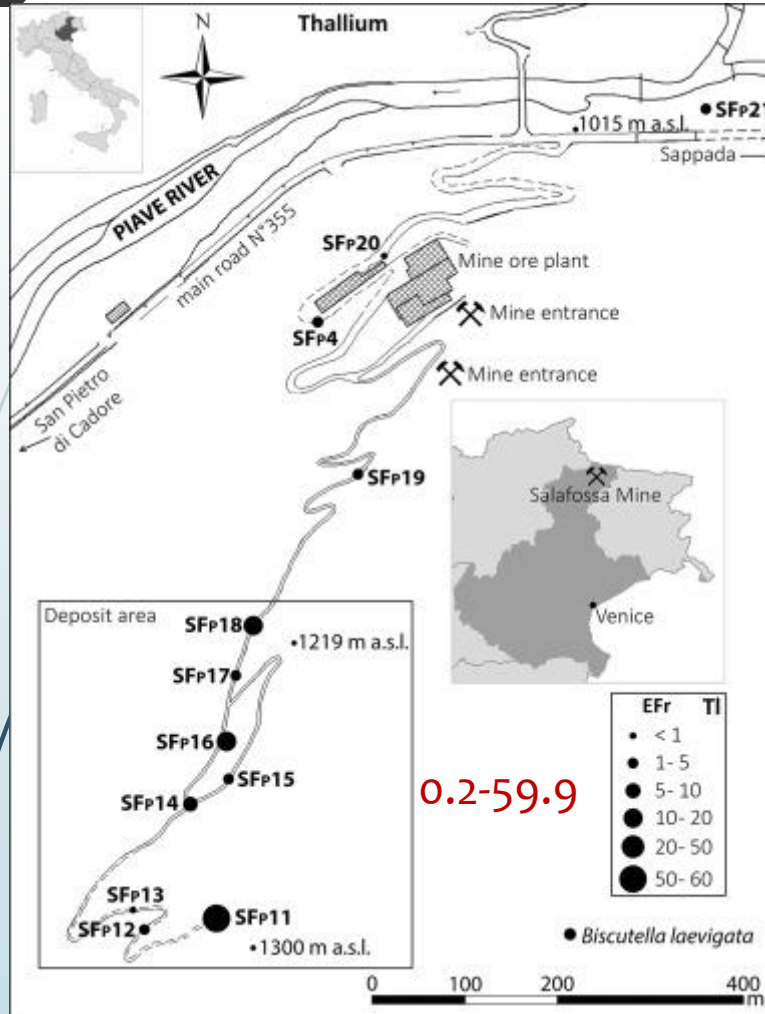 Thallium
N
SFP21
1015 m a.s.l.
Sappada
PIAVE RIVER
main road N°355
SFP20
Mine ore plant
Mine entrance
SFP4
Mine entrance
San Pietro
di Cadore
SFP19
Salafossa Mine
Venice
Deposit area
SFP18
1219 m a.s.l.
SFP17
SFP16
SFP15
SFP14
0.2-59.9
SFP13
SFP12
SFP11
1300 m a.s.l.
EFr Tl
< 1
1- 5
5- 10
10- 20
20- 50
50- 60
Biscutella laevigata
0 100 200 400
m